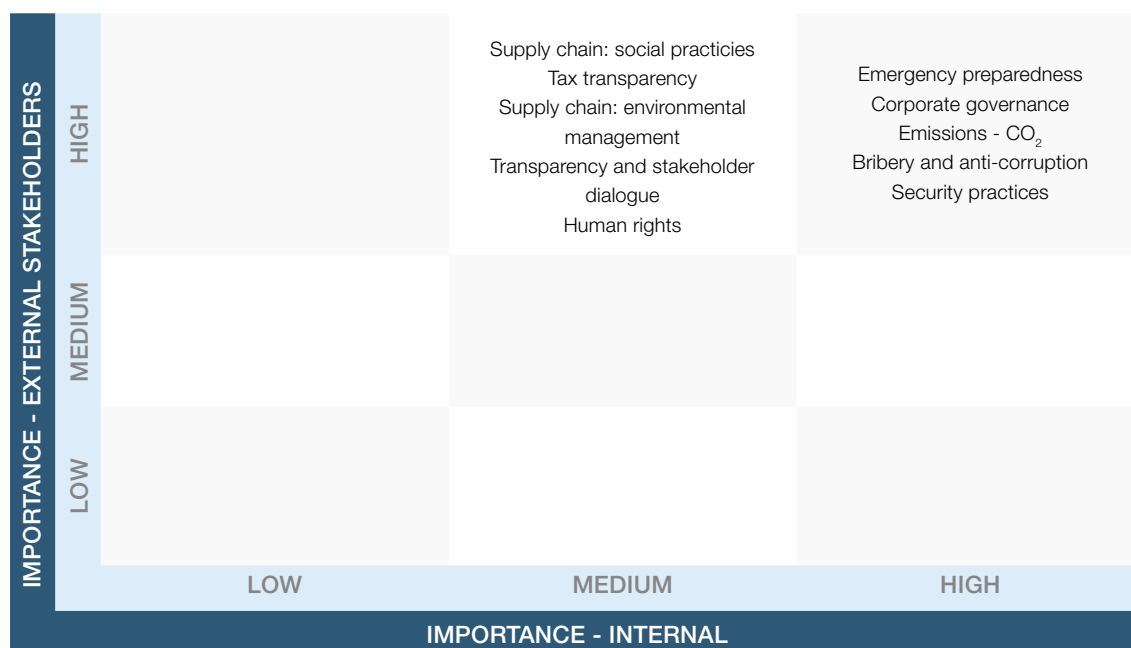 IMPORTANCE - EXTERNAL STAKEHOLDERS
HIGH
MEDIUM
LOW
Supply chain: social practicies
Tax transparency
Supply chain: environmental
management
Transparency and stakeholder
dialogue
Human rights
Emergency preparedness
Corporate governance
Emissions - CO₂
Bribery and anti-corruption
Security practices
LOW
MEDIUM
HIGH
IMPORTANCE - INTERNAL